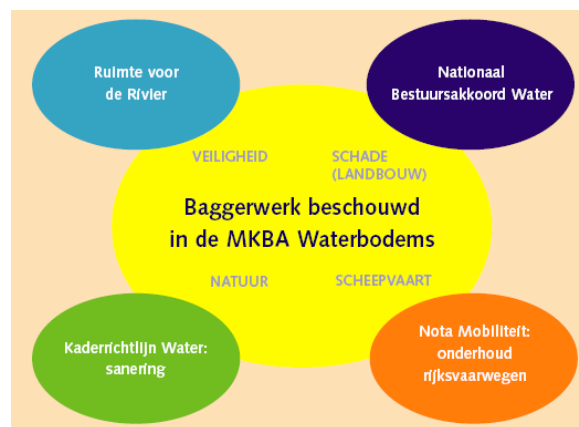 Ruimte voor
de Rivier
Nationaal
Bestuursakkoord Water
VEILIGHEID
SCHADE
(LANDBOUW)
Baggerwerk beschouwd
in de MKBA Waterbodems
NATUUR
SCHEEPVAART
Kaderrichtlijn Water:
sanering
Nota Mobiliteit:
onderhoud
rijksvaarwegen